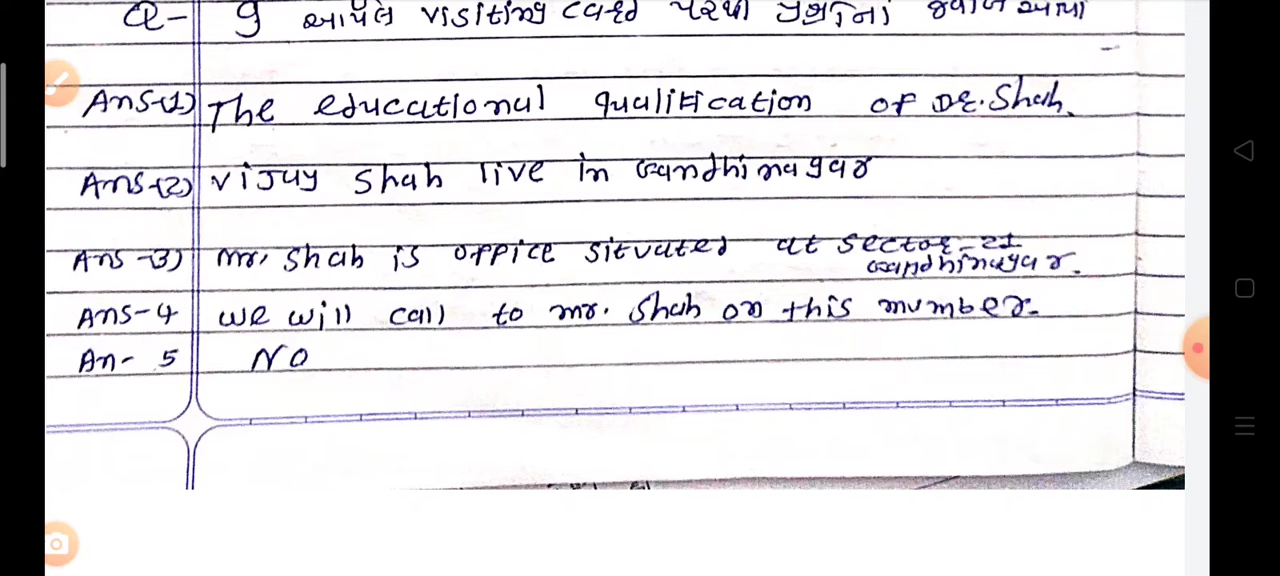 Q- 9 આપેલ visiting card પરથી પ્રશ્નોના જવાબ આપો
Ans-(1) The educational qualification of Dr. Shah.
Ans-(2) Vijay Shah live in Gandhinagar
Ans-(3) Mr. Shah is office situated at sector-21
Gandhinagar.
Ans-4 we will call to mr. Shah on this number.
An- 5 NO